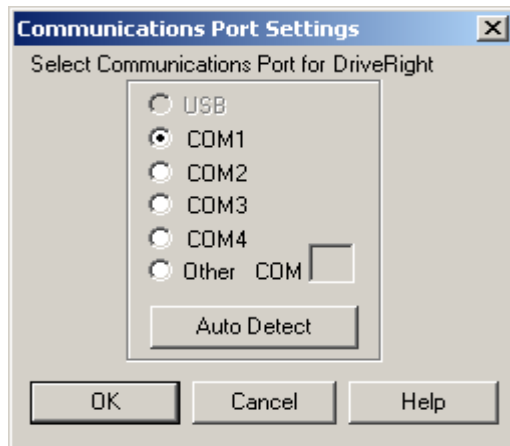 Communications Port Settings
Select Communications Port for DriveRight
USB
COM1
COM2
COM3
COM4
Other COM
Auto Detect
OK Cancel Help